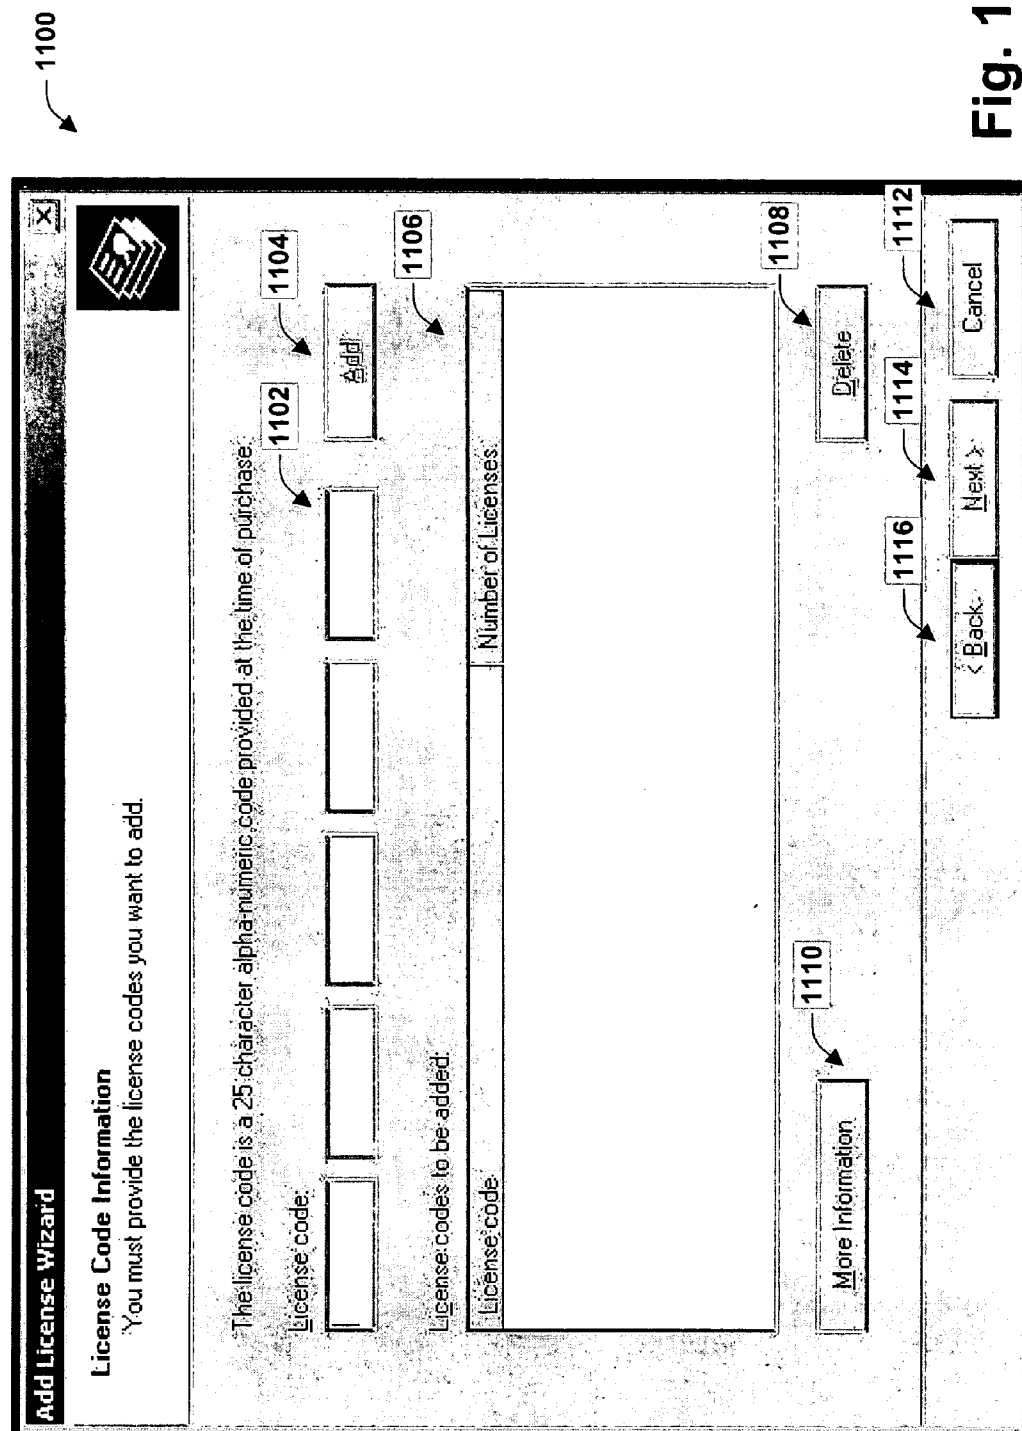 1100
Add License Wizard
License Code Information
You must provide the license codes you want to add.
The license code is a 25 character alpha-numeric code provided at the time of purchase.
License code:
1102
1104
Add
License codes to be added:
1106
License code
Number of Licenses
1110
1108
More Information
Delete
1116
1114
1112
< Back
Next >
Cancel
Fig. 1